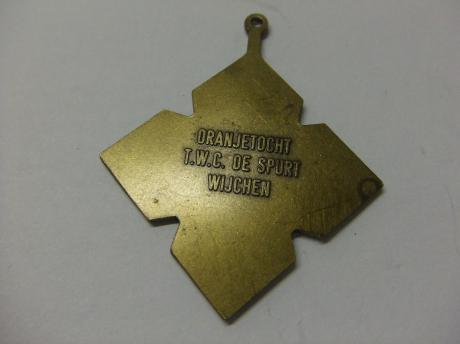 ORANJETOCHT
T.W.C. DE SPURT
WIJCHEN